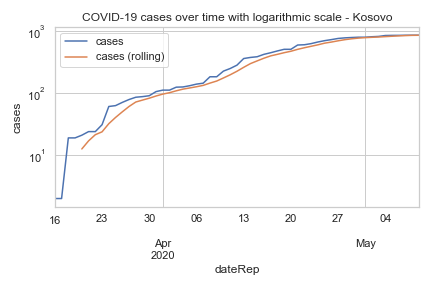 COVID-19 cases over time with logarithmic scale - Kosovo
cases
cases (rolling)
10³
10²
10¹
cases
16 23 30 06 13 20 27 04
Apr May
2020
dateRep